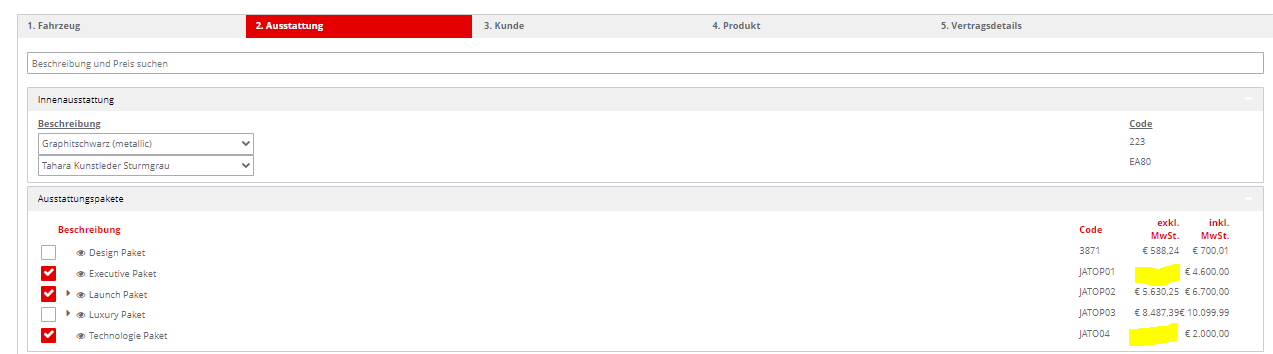 1. Fahrzeug 2. Ausstattung 3. Kunde 4. Produkt 5. Vertragsdetails
Beschreibung und Preis suchen
Innenausstattung
Beschreibung Code
Graphitschwarz (metallic) 223
Tahara Kunstleder Sturmgrau EA80
Ausstattungspakete
Beschreibung Code exkl. MwSt. inkl. MwSt.
Design Paket 3871 € 588,24 € 700,01
Executive Paket JATOP01 € 4.600,00
Launch Paket JATOP02 € 5.630,25 € 6.700,00
Luxury Paket JATOP03 € 8.487,39 € 10.099,99
Technologie Paket JATO04 € 2.000,00